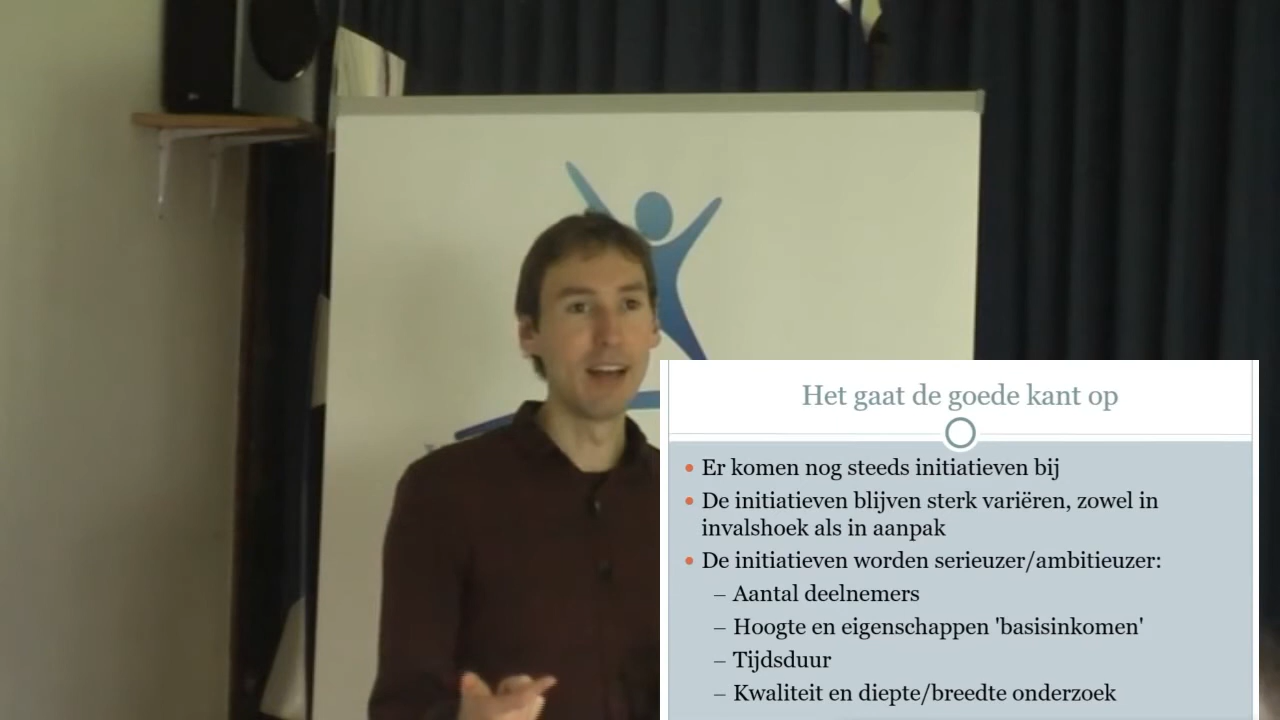 Het gaat de goede kant op
• Er komen nog steeds initiatieven bij
• De initiatieven blijven sterk variëren, zowel in
invalshoek als in aanpak
• De initiatieven worden serieuzer/ambitieuzer:
– Aantal deelnemers
– Hoogte en eigenschappen 'basisinkomen'
– Tijdsduur
– Kwaliteit en diepte/breedte onderzoek